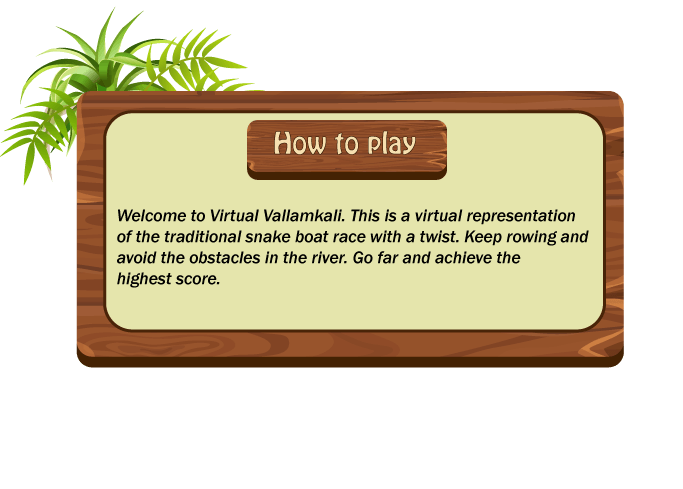 How to play
Welcome to Virtual Vallamkali. This is a virtual representation
of the traditional snake boat race with a twist. Keep rowing and
avoid the obstacles in the river. Go far and achieve the
highest score.